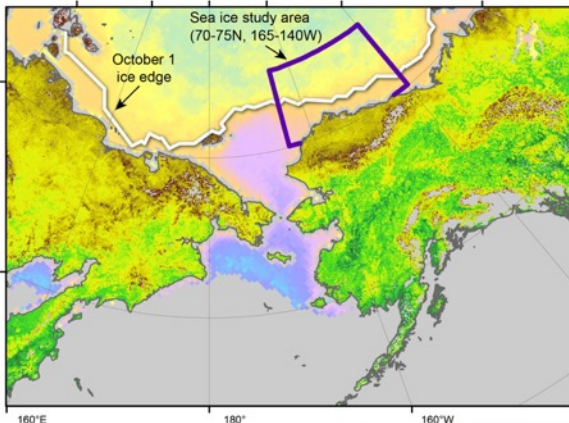 Sea ice study area
(70-75N, 165-140W)
October 1
ice edge
160°E
180°
160°W